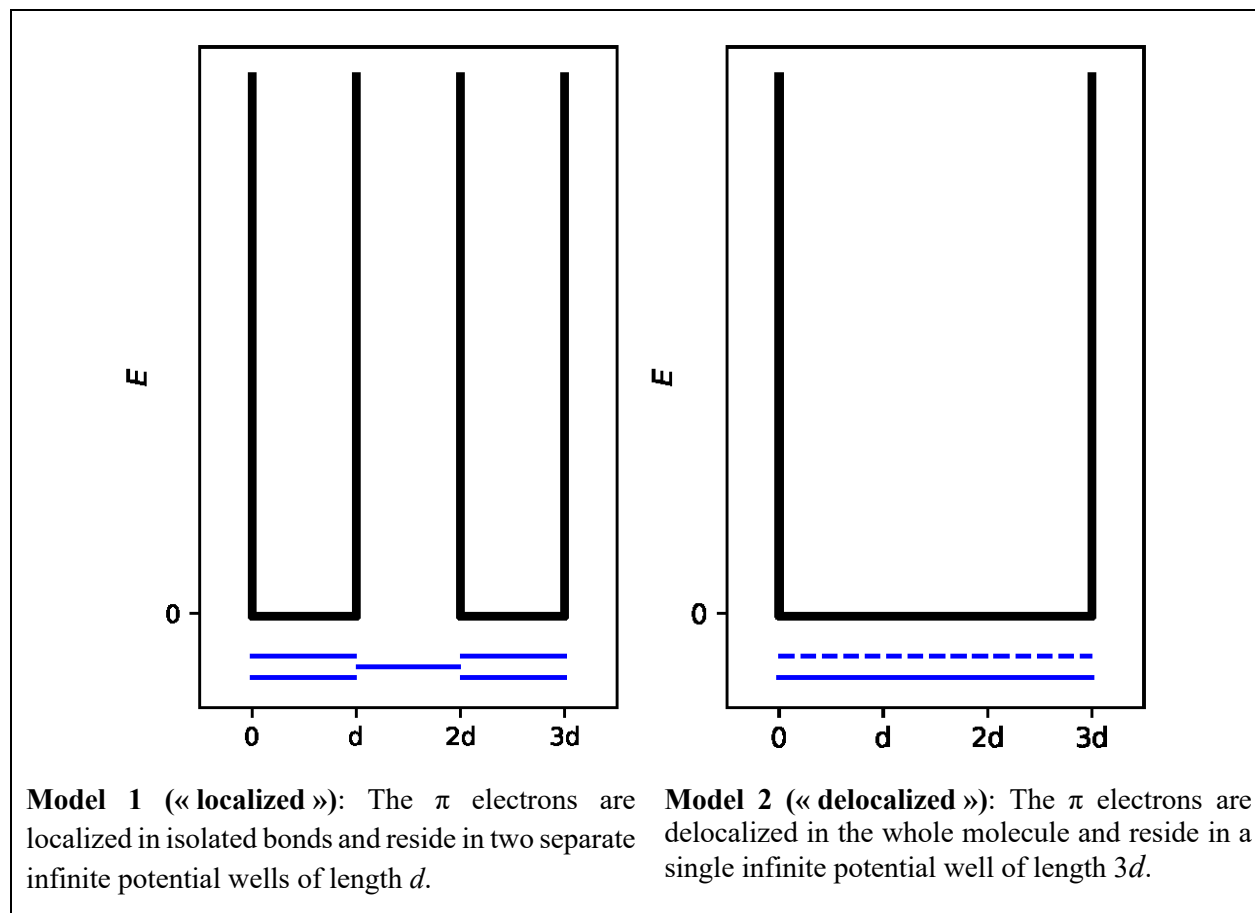 E
0
0 d 2d 3d
E
0
0 d 2d 3d
Model 1 (« localized »): The π electrons are
localized in isolated bonds and reside in two separate
infinite potential wells of length d.
Model 2 (« delocalized »): The π electrons are
delocalized in the whole molecule and reside in a
single infinite potential well of length 3d.